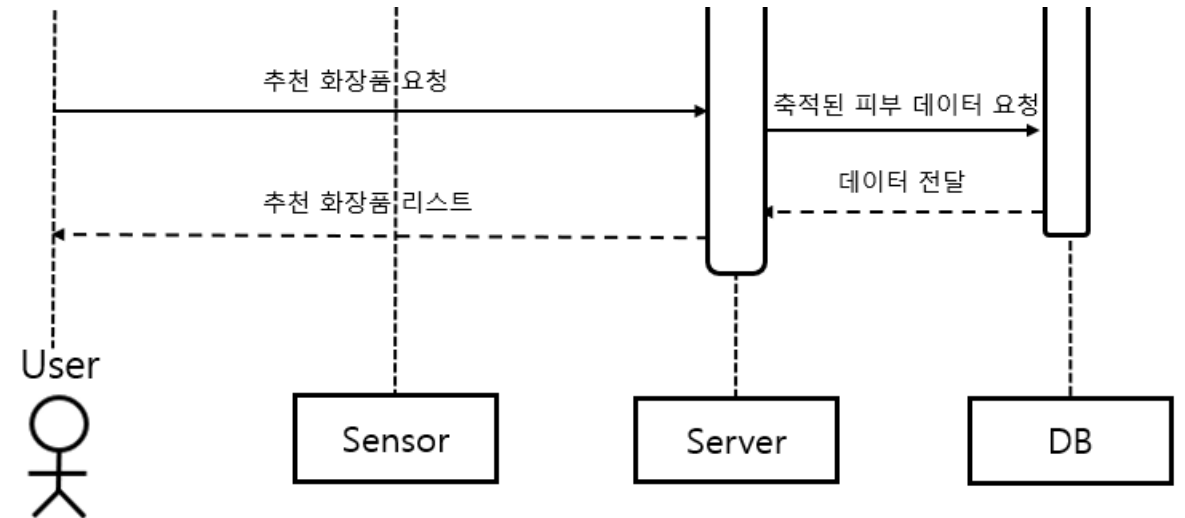 추천 화장품 요청
축적된 피부 데이터 요청
데이터 전달
추천 화장품 리스트
User
Sensor
Server
DB